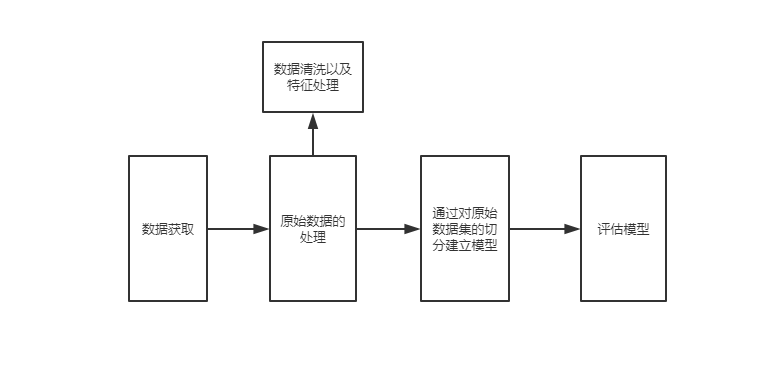 数据清洗以及
特征处理
数据获取
原始数据的
处理
通过对原始
数据集的切
分建立模型
评估模型